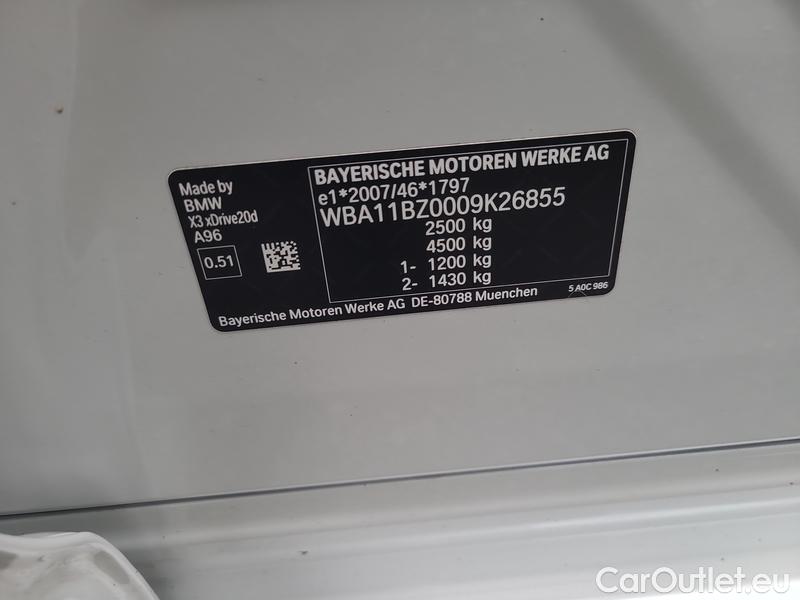 Made by
BMW
X3 xDrive20d
A96
0.51
BAYERISCHE MOTOREN WERKE AG
e1*2007/46*1797
WBA11BZ0009K26855
2500 kg
4500 kg
1- 1200 kg
2- 1430 kg
Bayerische Motoren Werke AG DE-80788 Muenchen
5 A0C 986
CarOutlet.eu